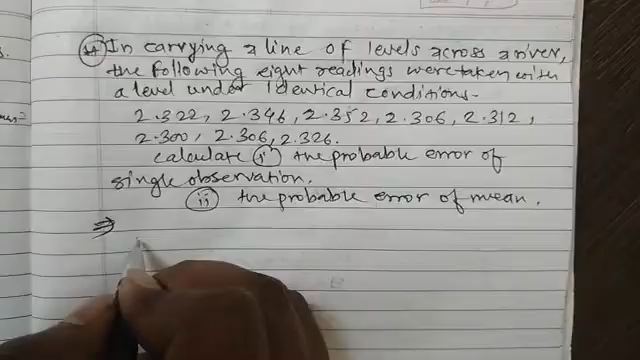 4 In carrying a line of levels across a river,
the following eight readings were taken with
a level under identical conditions-
2.322, 2.346, 2.352, 2.306, 2.312,
2.300, 2.306, 2.326.
calculate (i) the probable error of
single observation.
(ii) the probable error of mean.
⇒